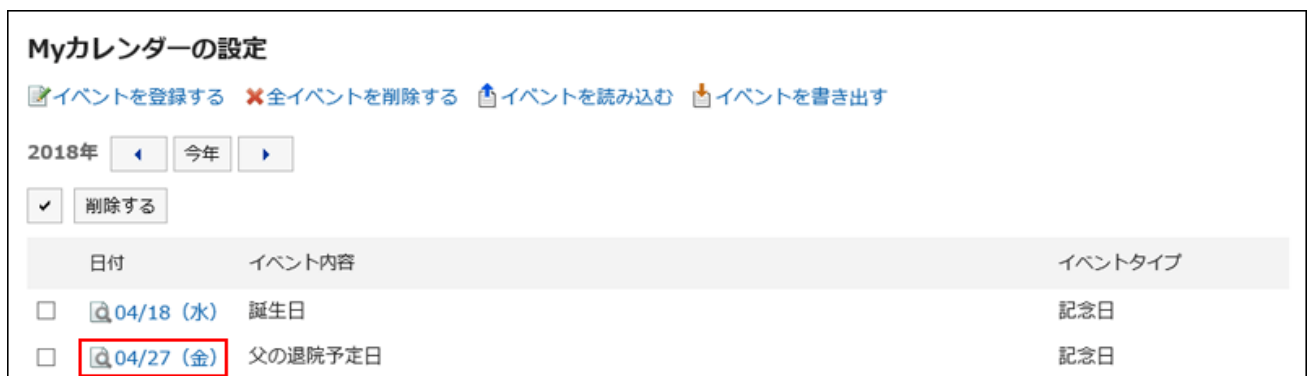 Myカレンダーの設定
イベントを登録する 全イベントを削除する イベントを読み込む イベントを書き出す
2018年 今年
削除する
日付 イベント内容 イベントタイプ
04/18（水） 誕生日 記念日
04/27（金） 父の退院予定日 記念日